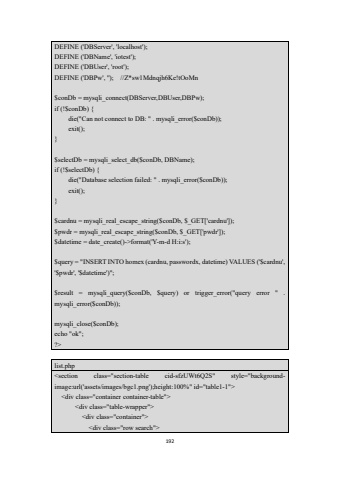 DEFINE ('DBServer', 'localhost');
DEFINE ('DBName', 'iotest');
DEFINE ('DBUser', 'root');
DEFINE ('DBPw', '');    //Z*sw1Mdnqjh6Ke!tOoMn
$conDb = mysqli_connect(DBServer,DBUser,DBPw);
if (!$conDb) {
die("Can not connect to DB: " . mysqli_error($conDb));
exit();
}
$selectDb = mysqli_select_db($conDb, DBName);
if (!$selectDb) {
die("Database selection failed: " . mysqli_error($conDb));
exit();
}
$cardnu = mysqli_real_escape_string($conDb, $_GET['cardnu']);
$pwdr = mysqli_real_escape_string($conDb, $_GET['pwdr']);
$datetime = date_create()->format('Y-m-d H:i:s');
$query = "INSERT INTO homex (cardnu, passwordx, datetime) VALUES ('$cardnu',
'$pwdr', '$datetime')";
$result = mysqli_query($conDb, $query) or trigger_error("query error " .
mysqli_error($conDb));
mysqli_close($conDb);
echo "ok";
?>
list.php
<section class="section-table cid-sfzUWt6Q2S" style="background-
image:url('assets/images/bgc1.png');height:100%" id="table1-1">
<div class="container container-table">
<div class="table-wrapper">
<div class="container">
<div class="row search">
192